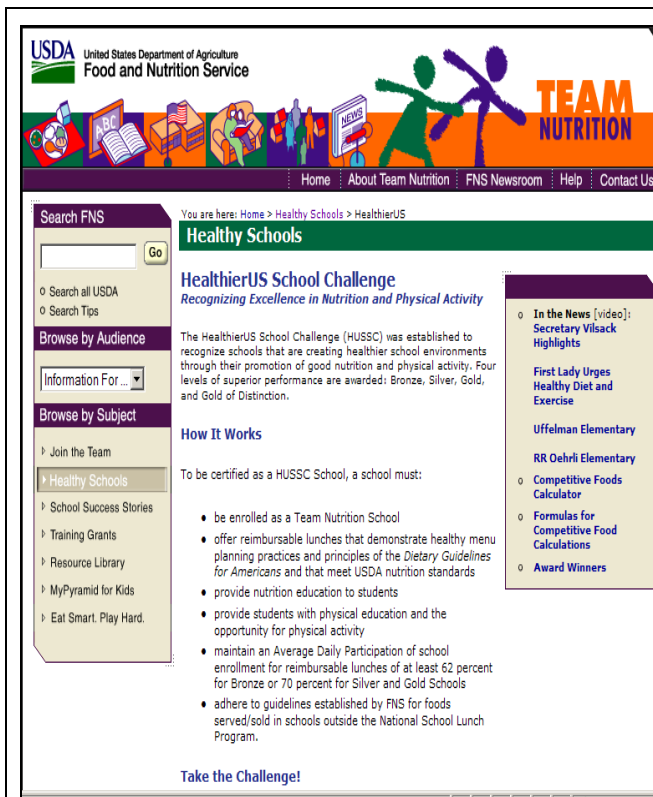 USDA
United States Department of Agriculture
Food and Nutrition Service
ABC
NEWS
TEAM
NUTRITION
Home About Team Nutrition FNS Newsroom Help Contact Us
Search FNS
Go
Search all USDA
Search Tips
Browse by Audience
Information For ...
Browse by Subject
Join the Team
Healthy Schools
School Success Stories
Training Grants
Resource Library
MyPyramid for Kids
Eat Smart. Play Hard.
You are here: Home > Healthy Schools > HealthierUS
Healthy Schools
HealthierUS School Challenge
Recognizing Excellence in Nutrition and Physical Activity
The HealthierUS School Challenge (HUSSC) was established to
recognize schools that are creating healthier school environments
through their promotion of good nutrition and physical activity. Four
levels of superior performance are awarded: Bronze, Silver, Gold,
and Gold of Distinction.
How It Works
To be certified as a HUSSC School, a school must:
be enrolled as a Team Nutrition School
offer reimbursable lunches that demonstrate healthy menu
planning practices and principles of the Dietary Guidelines
for Americans and that meet USDA nutrition standards
provide nutrition education to students
provide students with physical education and the
opportunity for physical activity
maintain an Average Daily Participation of school
enrollment for reimbursable lunches of at least 62 percent
for Bronze or 70 percent for Silver and Gold Schools
adhere to guidelines established by FNS for foods
served/sold in schools outside the National School Lunch
Program.
Take the Challenge!
In the News [video]:
Secretary Vilsack
Highlights
First Lady Urges
Healthy Diet and
Exercise
Uffelman Elementary
RR Oehrli Elementary
Competitive Foods
Calculator
Formulas for
Competitive Food
Calculations
Award Winners